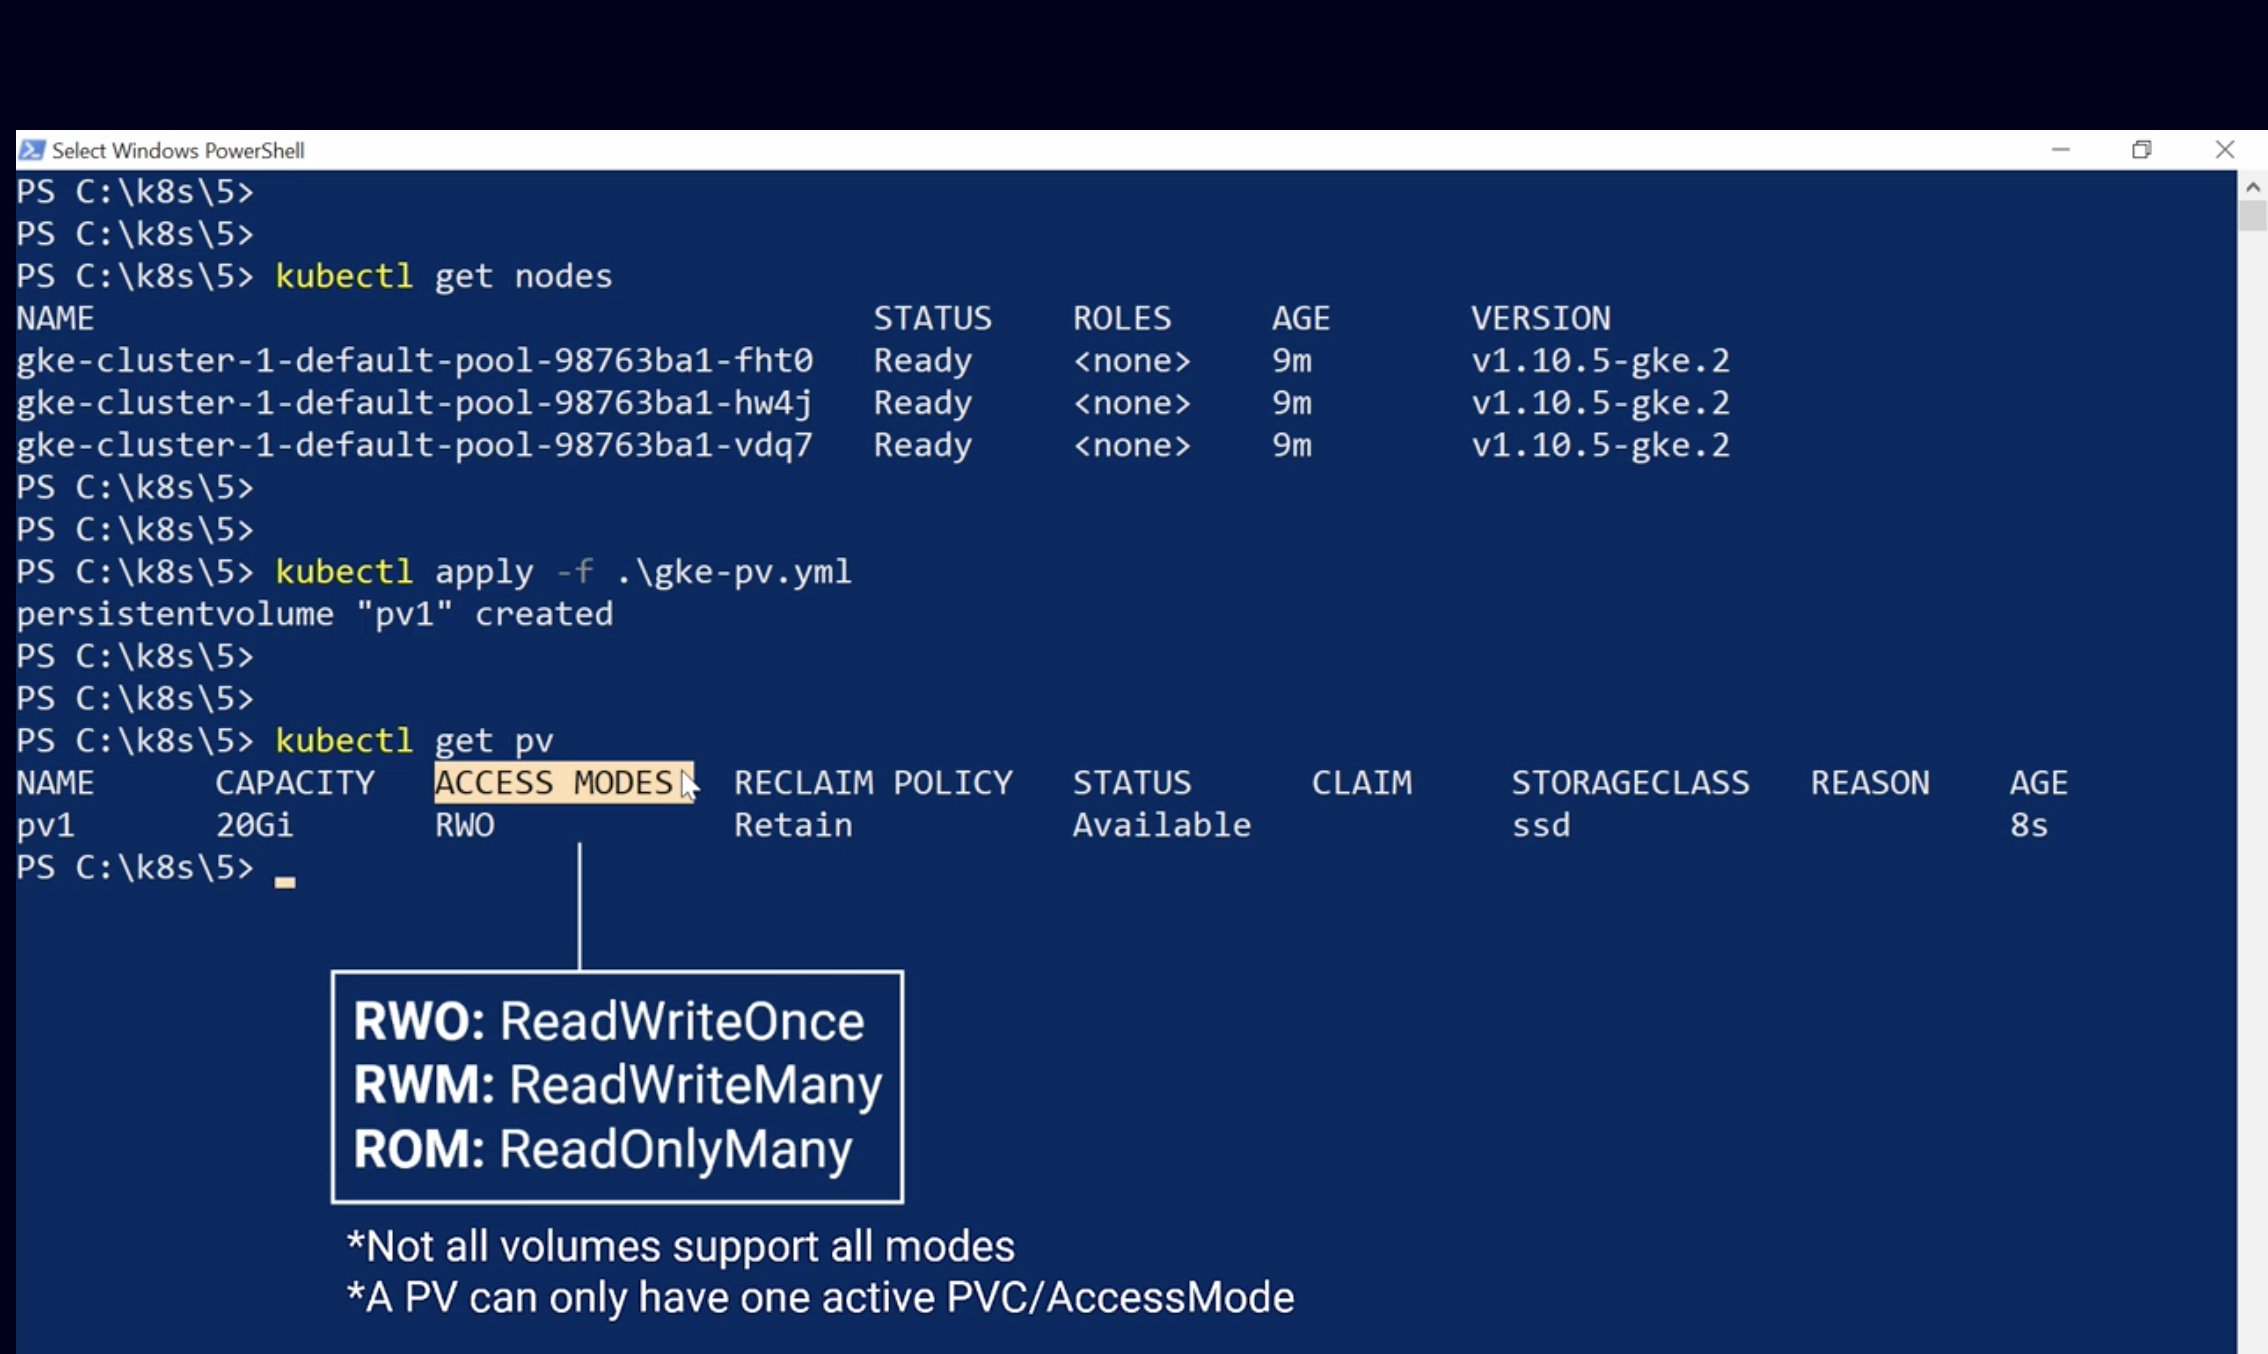 Select Windows PowerShell
PS C:\k8s\5>
PS C:\k8s\5>
PS C:\k8s\5> kubectl get nodes
NAME STATUS ROLES AGE VERSION
gke-cluster-1-default-pool-98763ba1-fht0 Ready <none> 9m v1.10.5-gke.2
gke-cluster-1-default-pool-98763ba1-hw4j Ready <none> 9m v1.10.5-gke.2
gke-cluster-1-default-pool-98763ba1-vdq7 Ready <none> 9m v1.10.5-gke.2
PS C:\k8s\5>
PS C:\k8s\5>
PS C:\k8s\5> kubectl apply -f .\gke-pv.yml
persistentvolume "pv1" created
PS C:\k8s\5>
PS C:\k8s\5>
PS C:\k8s\5> kubectl get pv
NAME CAPACITY ACCESS MODES RECLAIM POLICY STATUS CLAIM STORAGECLASS REASON AGE
pv1 20Gi RWO Retain Available ssd 8s
PS C:\k8s\5>
RWO: ReadWriteOnce
RWM: ReadWriteMany
ROM: ReadOnlyMany
*Not all volumes support all modes
*A PV can only have one active PVC/AccessMode